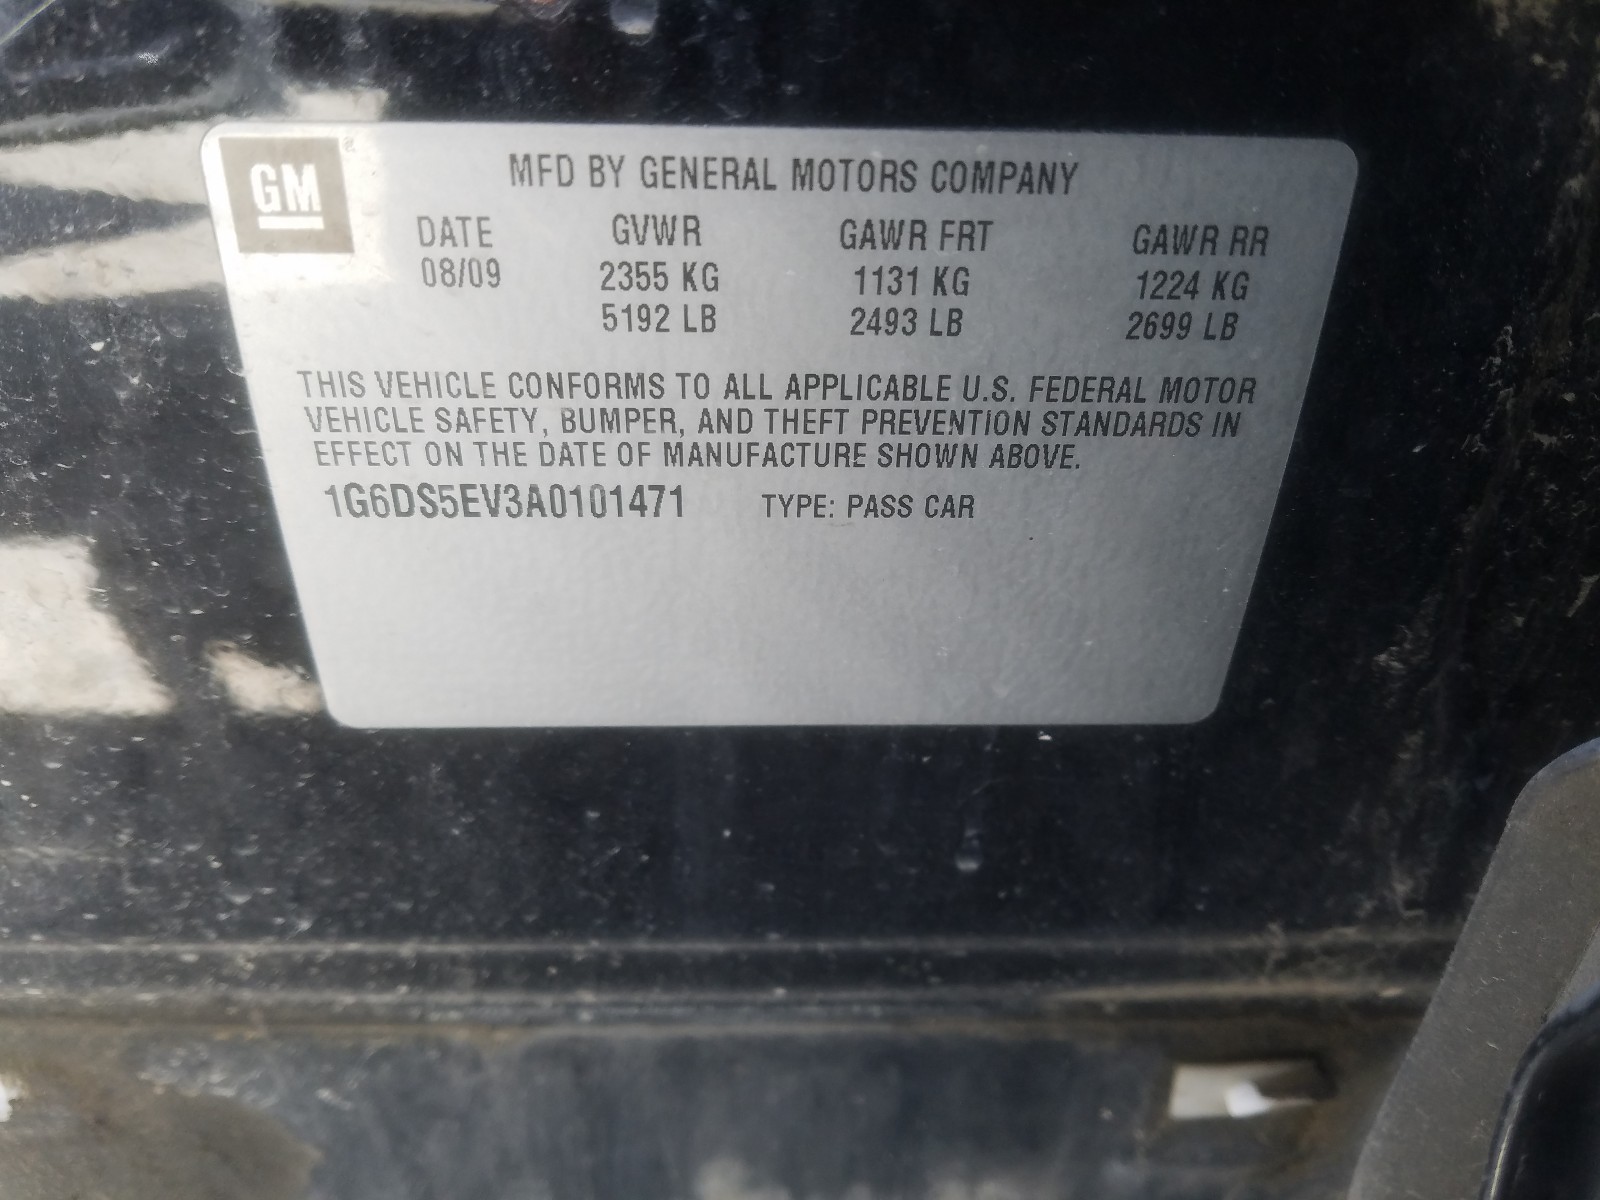 GM
MFD BY GENERAL MOTORS COMPANY
DATE GVWR GAWR FRT GAWR RR
08/09 2355 KG 1131 KG 1224 KG
5192 LB 2493 LB 2699 LB
THIS VEHICLE CONFORMS TO ALL APPLICABLE U.S. FEDERAL MOTOR
VEHICLE SAFETY, BUMPER, AND THEFT PREVENTION STANDARDS IN
EFFECT ON THE DATE OF MANUFACTURE SHOWN ABOVE.
1G6DS5EV3A0101471 TYPE: PASS CAR